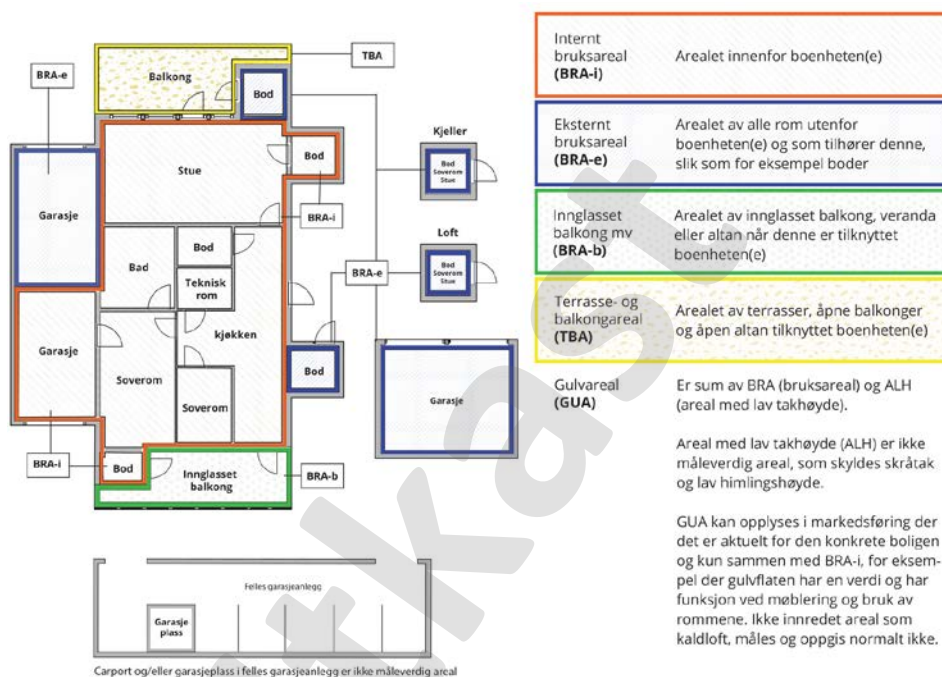 BRA-e
TBA
Balkong
Bod
Stue
Bod
BRA-i
Garasje
Bad
Bod
Teknisk
rom
kjøkken
BRA-e
Garasje
Soverom
Soverom
Bod
BRA-i
Bod
Innglasset
balkong
BRA-b
Kjeller
Bod
Soverom
Stue
Loft
Bod
Soverom
Stue
Garasje
Felles garasjeanlegg
Garasje
plass
Carport og/eller garasjeplass i felles garasjeanlegg er ikke måleverdig areal
Internt
bruksareal
(BRA-i)
Arealet innenfor boenheten(e)
Eksternt
bruksareal
(BRA-e)
Arealet av alle rom utenfor
boenheten(e) og som tilhører denne,
slik som for eksempel boder
Innglasset
balkong mv
(BRA-b)
Arealet av innglasset balkong, veranda
eller altan når denne er tilknyttet
boenheten(e)
Terrasse- og
balkongareal
(TBA)
Arealet av terrasser, åpne balkonger
og åpen altan tilknyttet boenheten(e)
Gulvareal
(GUA)
Er sum av BRA (bruksareal) og ALH
(areal med lav takhøyde).
Areal med lav takhøyde (ALH) er ikke
måleverdig areal, som skyldes skråtak
og lav himlingshøyde.
GUA kan opplyses i markedsføring der
det er aktuelt for den konkrete boligen
og kun sammen med BRA-i, for eksem-
pel der gulvflaten har en verdi og har
funksjon ved møblering og bruk av
rommene. Ikke innredet areal som
kaldloft, måles og oppgis normalt ikke.